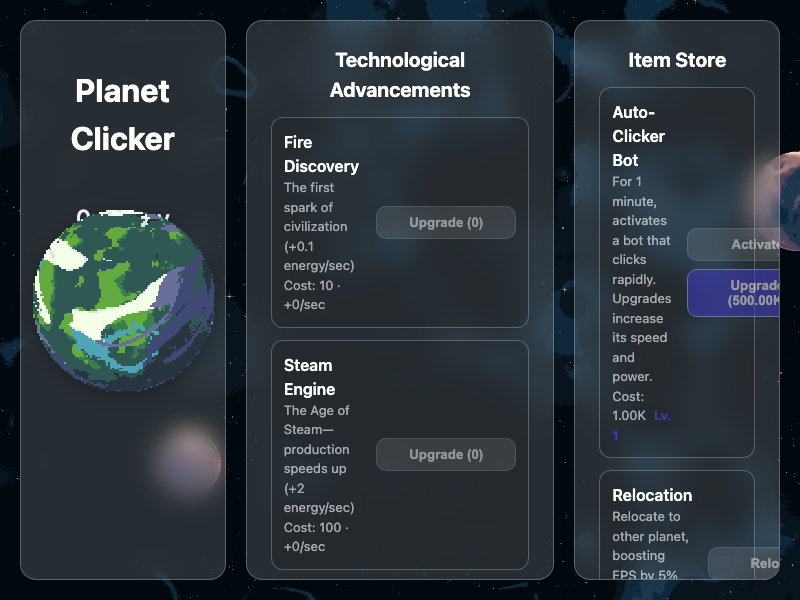 Planet
Clicker
Technological
Advancements
Fire
Discovery
The first
spark of
civilization
(+0.1
energy/sec)
Cost: 10 ·
+0/sec
Upgrade (0)
Steam
Engine
The Age of
Steam—
production
speeds up
(+2
energy/sec)
Cost: 100 ·
+0/sec
Upgrade (0)
Item Store
Auto-
Clicker
Bot
For 1
minute,
activates
a bot that
clicks
rapidly.
Upgrades
increase
its speed
and
power.
Cost:
1.00K Lv.
1
Activate
Upgrade
(500.00K
Relocation
Relocate to
other planet,
boosting
EPS by 5%
Relo